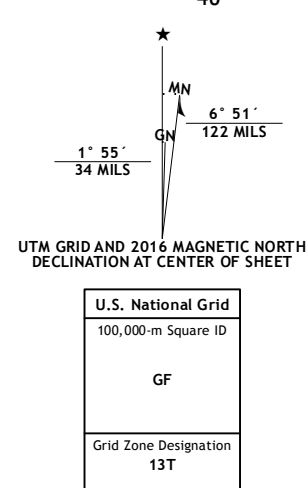 MN
GN
6° 51´
122 MILS
1° 55´
34 MILS
UTM GRID AND 2016 MAGNETIC NORTH
DECLINATION AT CENTER OF SHEET
U.S. National Grid
100,000-m Square ID
GF
Grid Zone Designation
13T